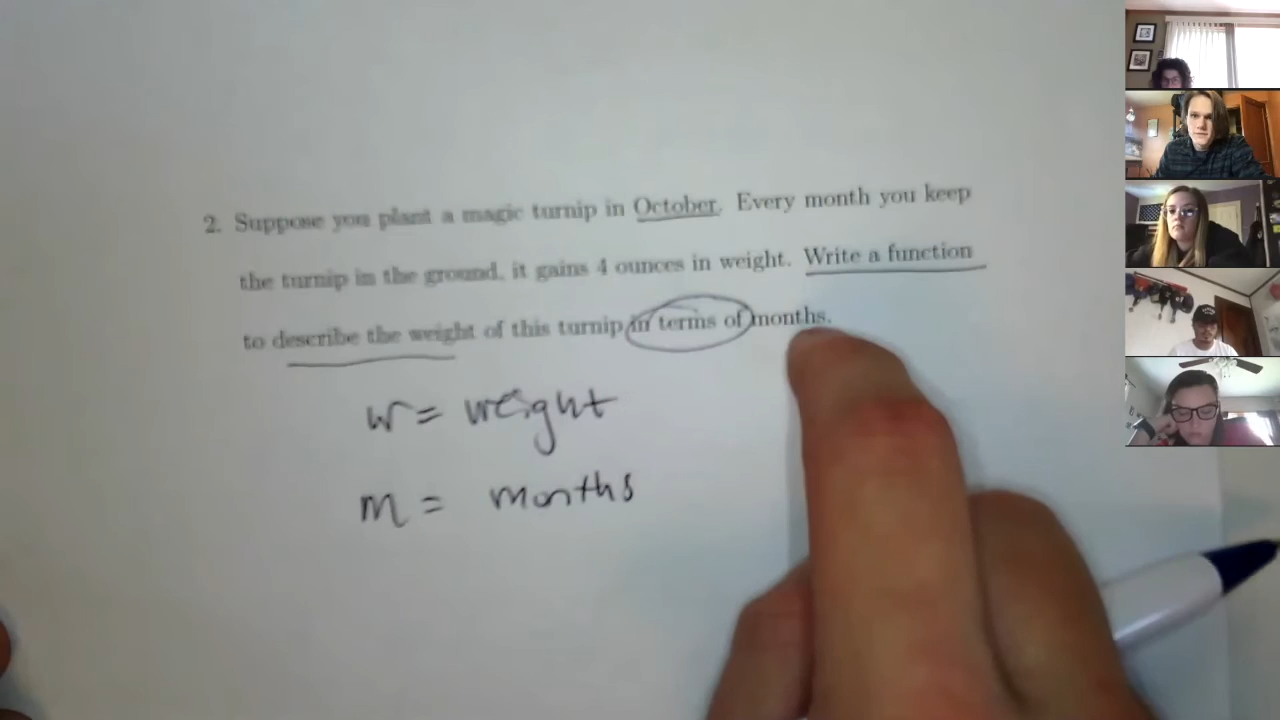 2. Suppose you plant a magic turnip in October. Every month you keep
the turnip in the ground, it gains 4 ounces in weight. Write a function
to describe the weight of this turnip in terms of months.
w = weight
m = months